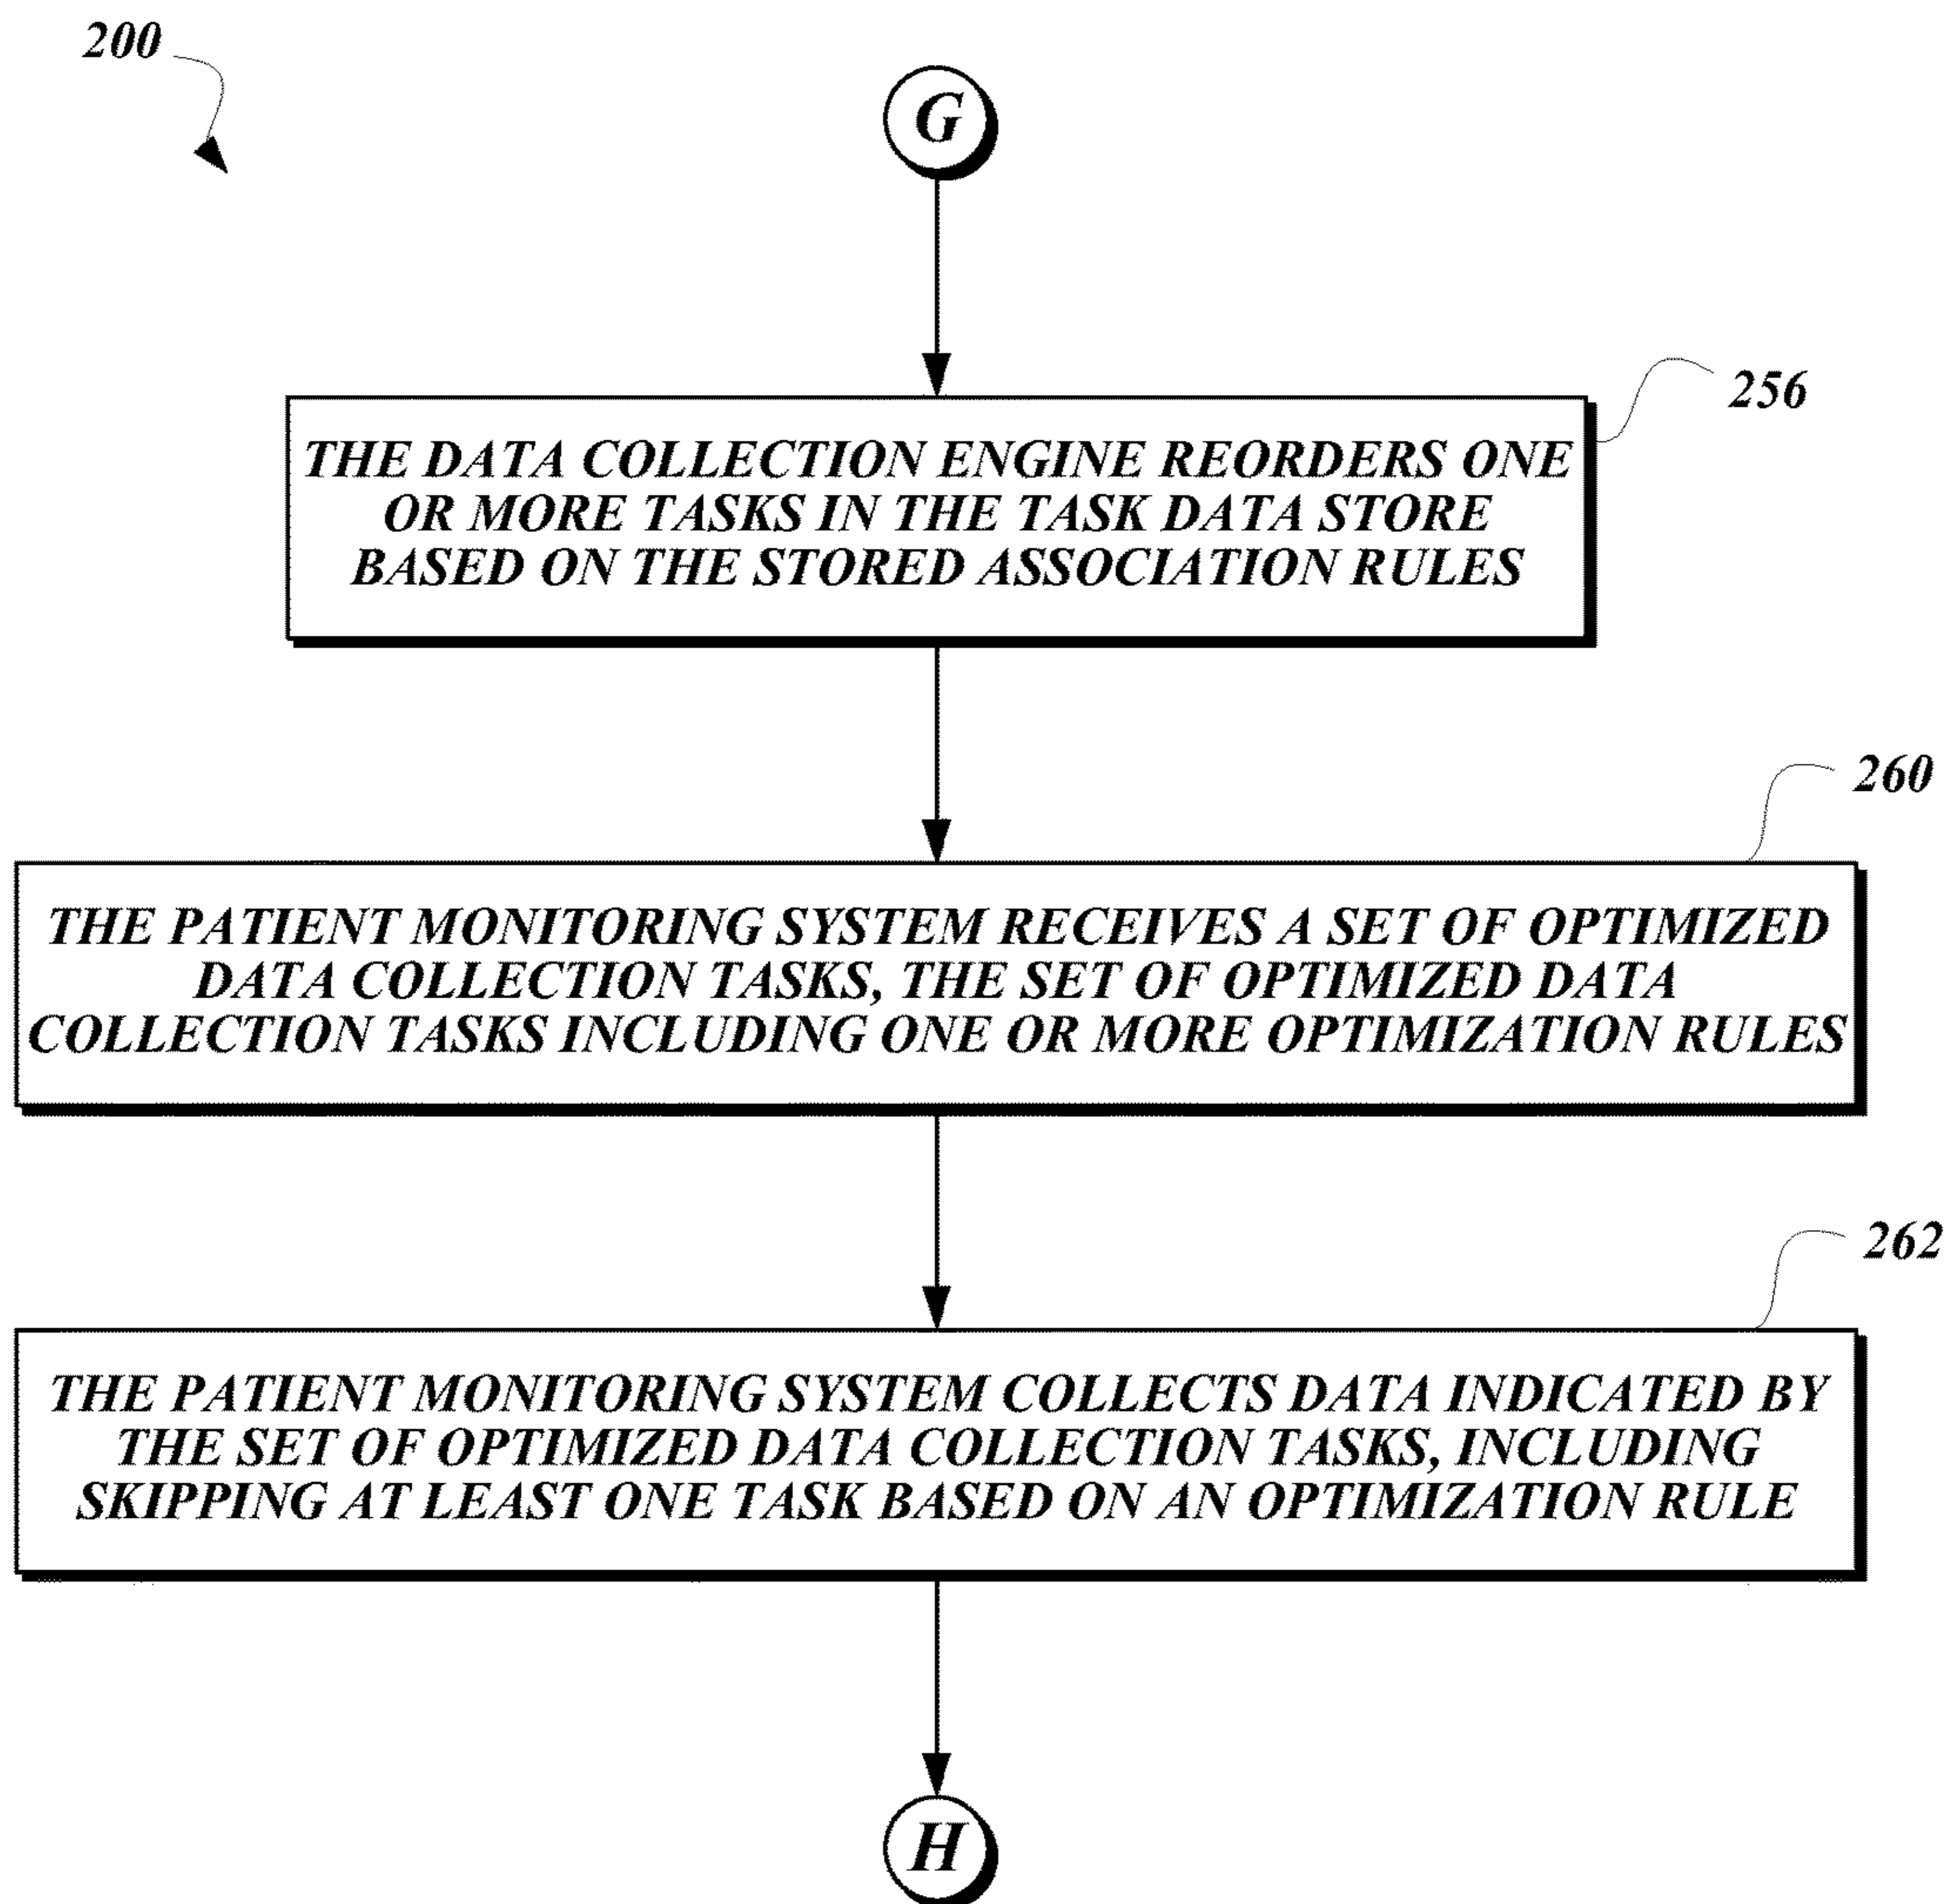 200
G
256
THE DATA COLLECTION ENGINE REORDERS ONE
OR MORE TASKS IN THE TASK DATA STORE
BASED ON THE STORED ASSOCIATION RULES
260
THE PATIENT MONITORING SYSTEM RECEIVES A SET OF OPTIMIZED
DATA COLLECTION TASKS, THE SET OF OPTIMIZED DATA
COLLECTION TASKS INCLUDING ONE OR MORE OPTIMIZATION RULES
262
THE PATIENT MONITORING SYSTEM COLLECTS DATA INDICATED BY
THE SET OF OPTIMIZED DATA COLLECTION TASKS, INCLUDING
SKIPPING AT LEAST ONE TASK BASED ON AN OPTIMIZATION RULE
H